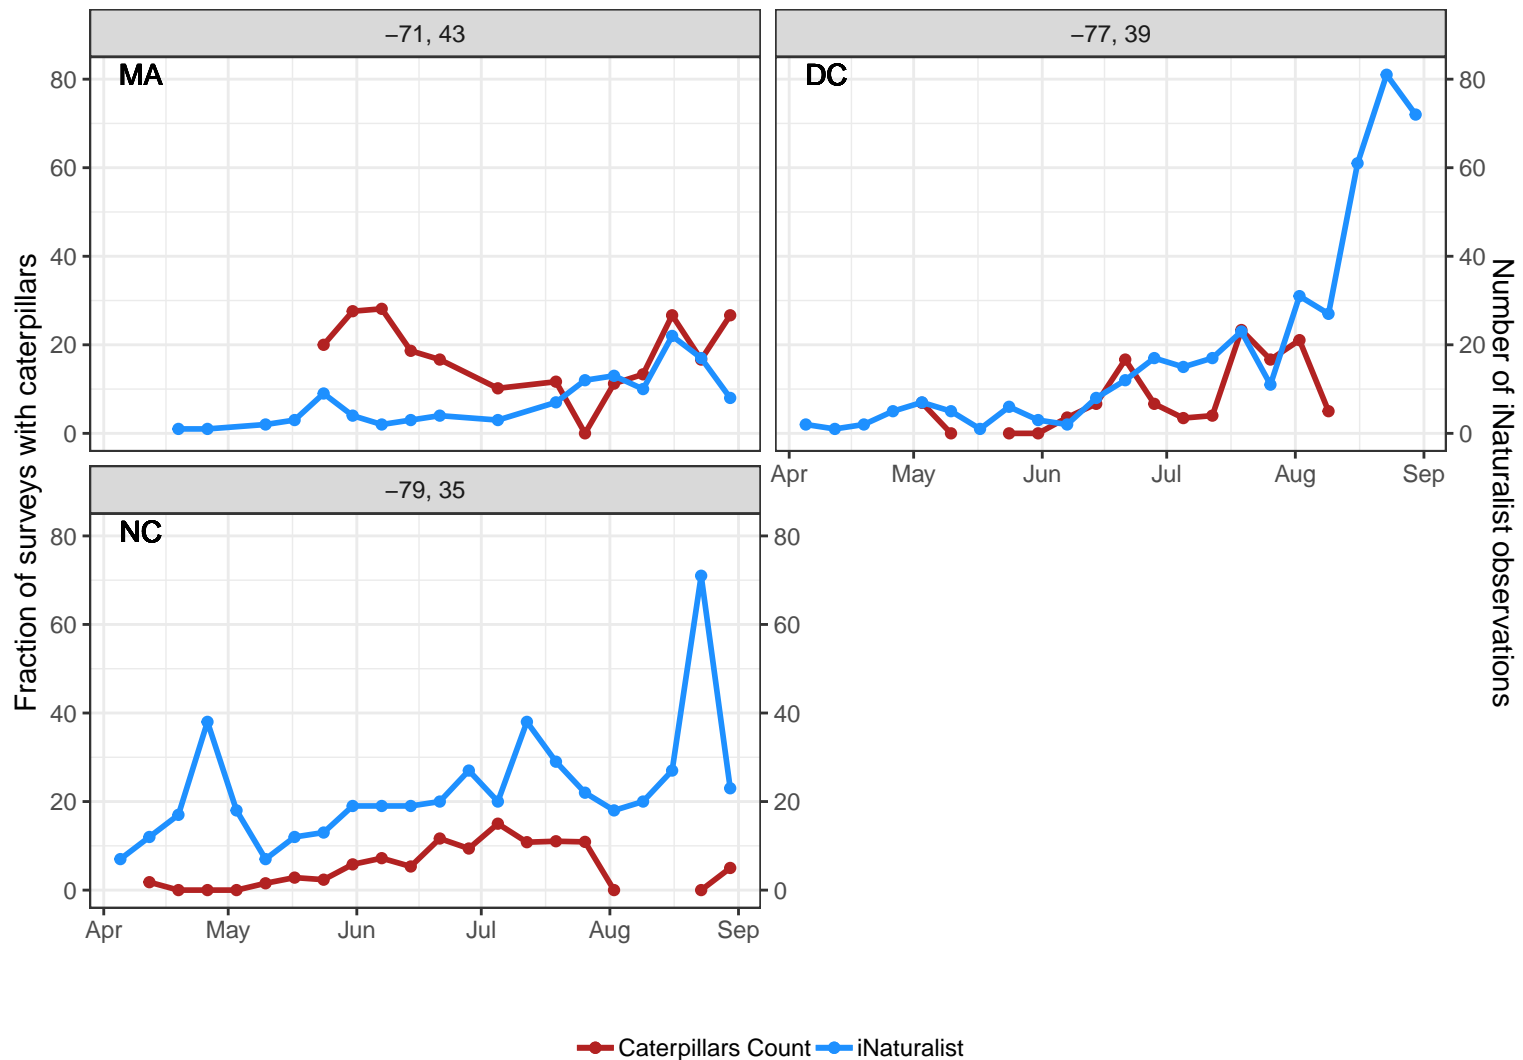 −71, 43
−77, 39
MA
DC
80
60
40
20
0
80
60
40
20
0
Apr
May
Jun
Jul
Aug
Sep
−79, 35
NC
80
60
40
20
0
80
60
40
20
0
Apr
May
Jun
Jul
Aug
Sep
Fraction of surveys with caterpillars
Number of iNaturalist observations
Caterpillars Count
iNaturalist